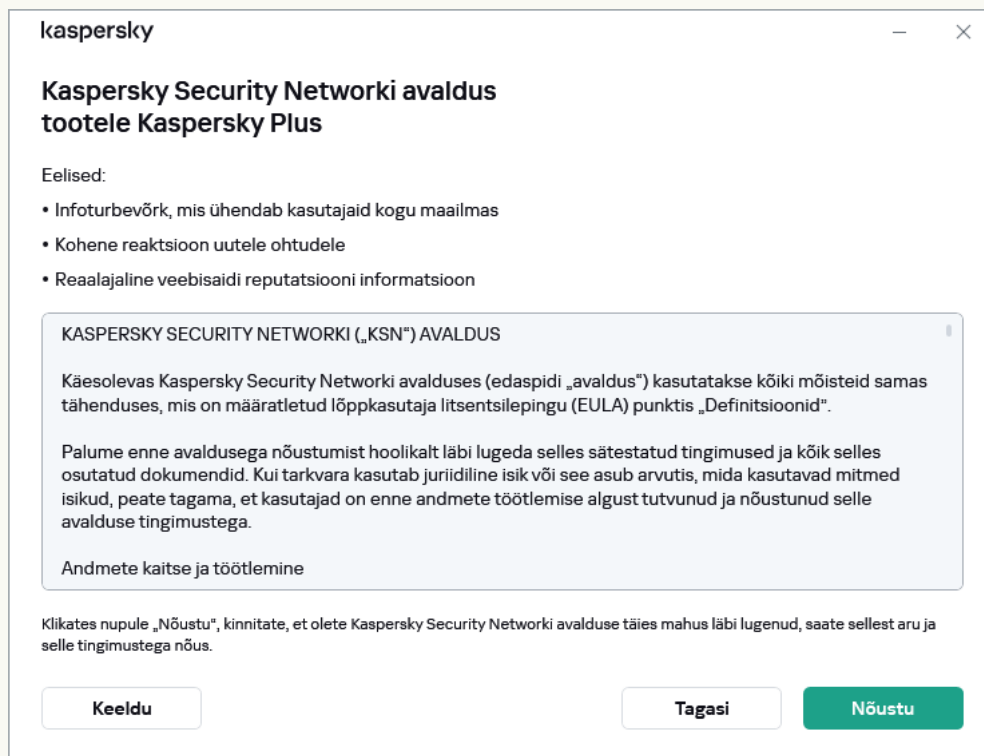 kaspersky
Kaspersky Security Networki avaldus
tootele Kaspersky Plus
Eelised:
• Infoturbevõrk, mis ühendab kasutajaid kogu maailmas
• Kohene reaktsioon uutele ohtudele
• Reaalajaline veebisaidi reputatsiooni informatsioon
KASPERSKY SECURITY NETWORKI („KSN“) AVALDUS
Käesolevas Kaspersky Security Networki avalduses (edaspidi „avaldus“) kasutatakse kõiki mõisteid samas
tähenduses, mis on määratletud lõppkasutaja litsentsilepingu (EULA) punktis „Definitsioonid”.
Palume enne avaldusega nõustumist hoolikalt läbi lugeda selles sätestatud tingimused ja kõik selles
osutatud dokumendid. Kui tarkvara kasutab juriidiline isik või see asub arvutis, mida kasutavad mitmed
isikud, peate tagama, et kasutajad on enne andmete töötlemise algust tutvunud ja nõustunud selle
avalduse tingimustega.
Andmete kaitse ja töötlemine
Klikates nupule „Nõustu“, kinnitate, et olete Kaspersky Security Networki avalduse täies mahus läbi lugenud, saate sellest aru ja
selle tingimustega nõus.
Keeldu
Tagasi
Nõustu